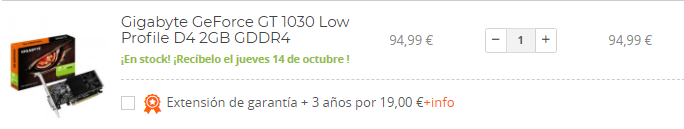 Gigabyte GeForce GT 1030 Low
Profile D4 2GB GDDR4
¡En stock! ¡Recíbelo el jueves 14 de octubre !
94,99 €
− 1 +
94,99 €
Extensión de garantía + 3 años por 19,00 €+info